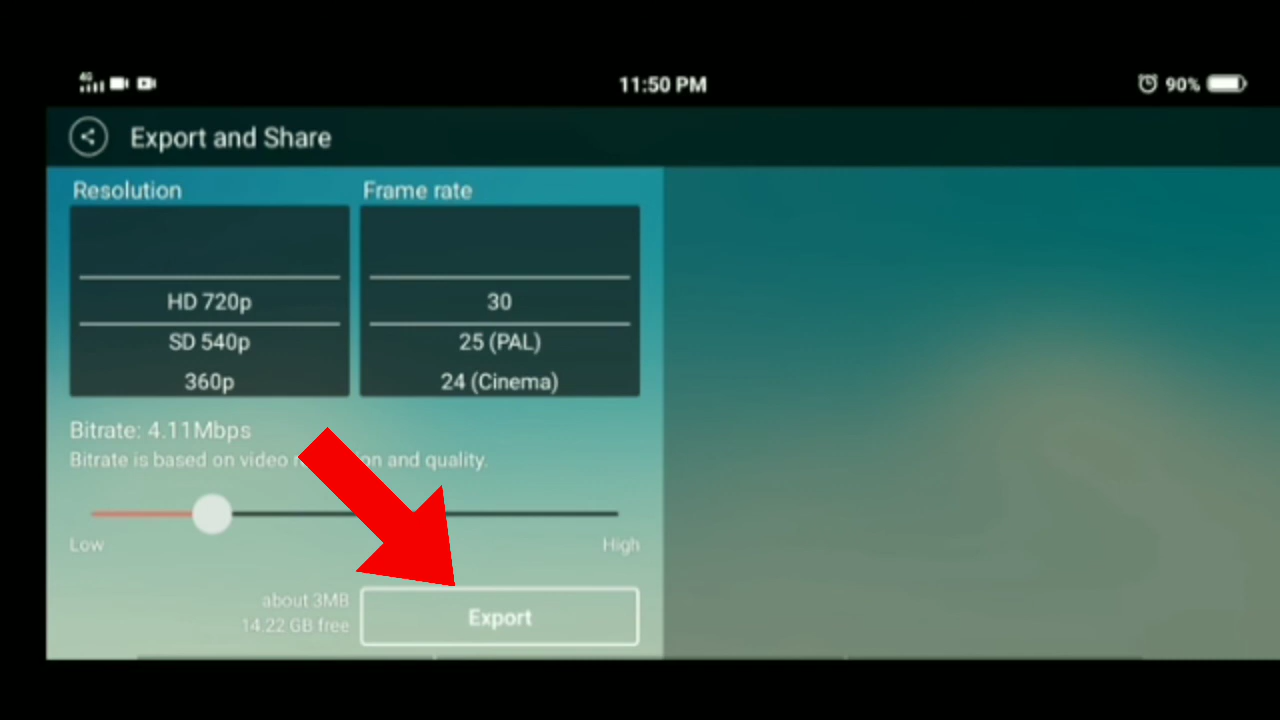 4G
11:50 PM
90%
Export and Share
Resolution
Frame rate
HD 720p
30
SD 540p
25 (PAL)
360p
24 (Cinema)
Bitrate: 4.11Mbps
Bitrate is based on video on and quality.
Low
High
about 3MB
14.22 GB free
Export